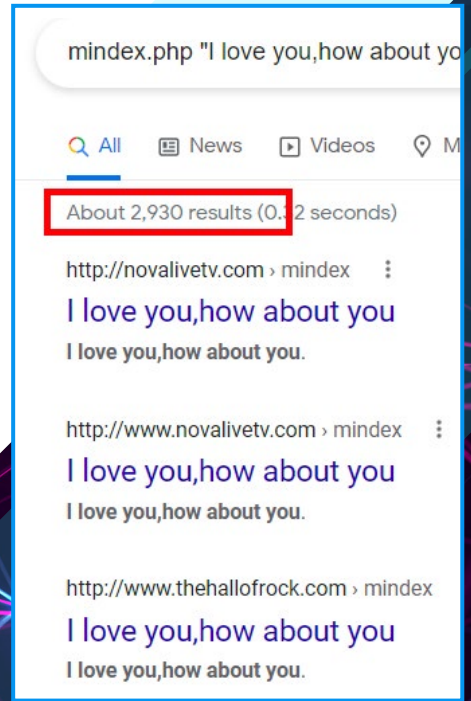 mindex.php "I love you,how about yo
All News Videos M
About 2,930 results (0.32 seconds)
http://novalivetv.com › mindex
I love you,how about you
I love you,how about you.
http://www.novalivetv.com › mindex
I love you,how about you
I love you,how about you.
http://www.thehallofrock.com › mindex
I love you,how about you
I love you,how about you.